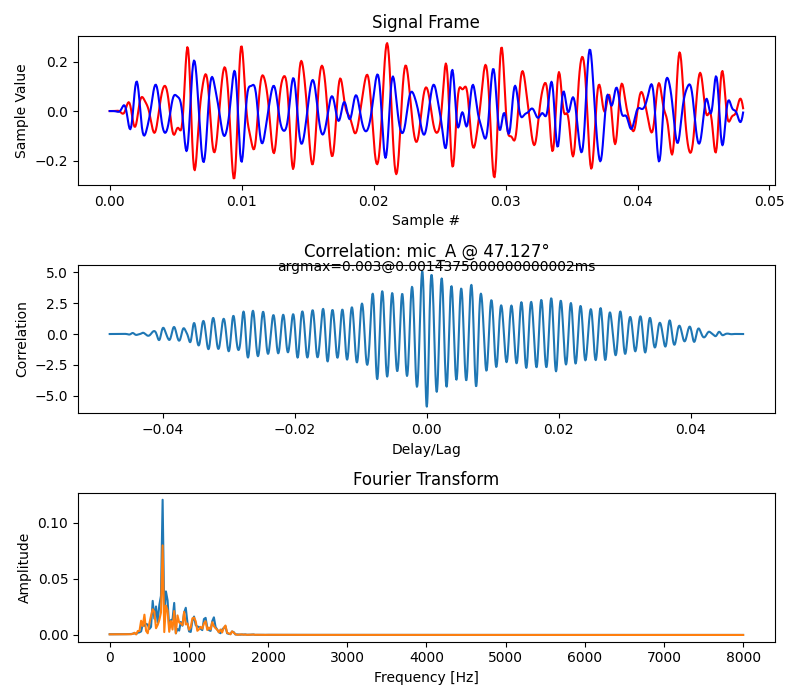 Signal Frame
Sample Value
0.2
0.0
−0.2
0.00 0.01 0.02 0.03 0.04 0.05
Sample #
Correlation: mic_A @ 47.127°
argmax=0.003@0.0014375000000000002ms
Correlation
5.0
2.5
0.0
−2.5
−5.0
−0.04 −0.02 0.00 0.02 0.04
Delay/Lag
Fourier Transform
Amplitude
0.10
0.05
0.00
0 1000 2000 3000 4000 5000 6000 7000 8000
Frequency [Hz]